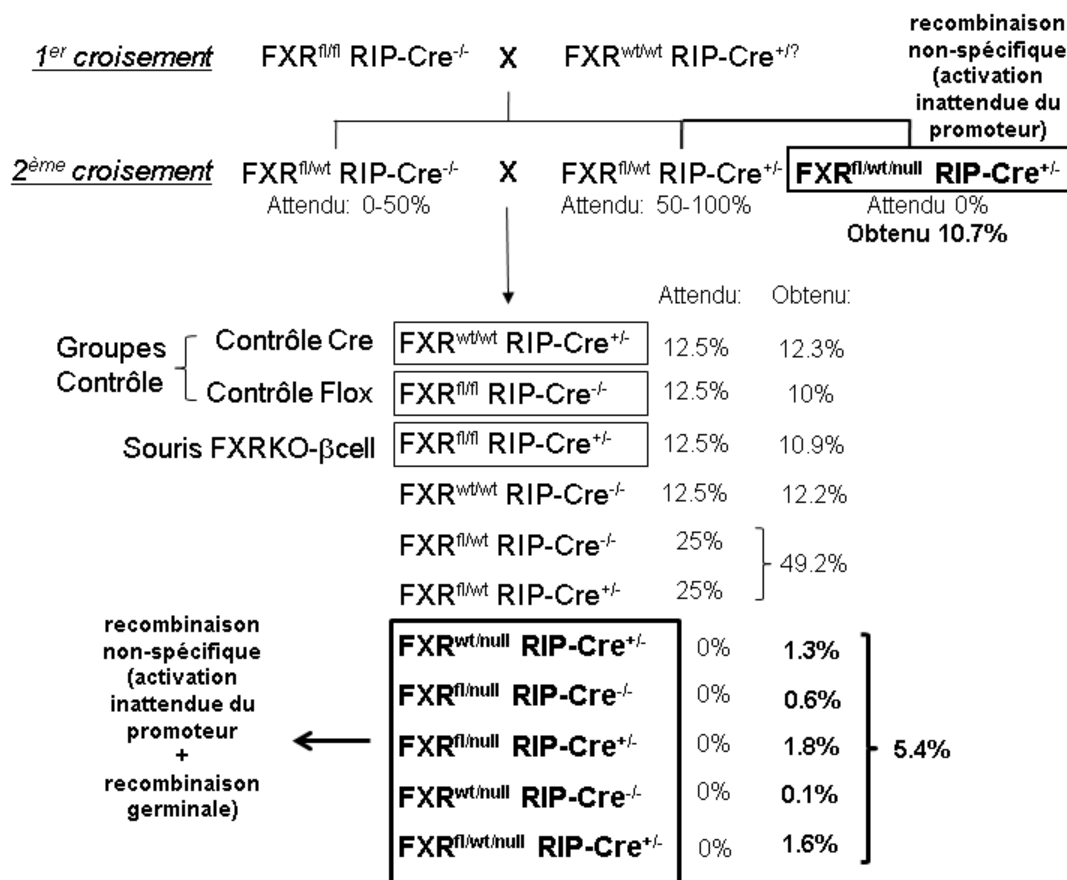 recombinaison
non-spécifique
(activation
inattendue du
promoteur)
1er croisement FXRfl/fl RIP-Cre-/- X FXRwt/wt RIP-Cre+/?
2ème croisement FXRfl/wt RIP-Cre-/- X FXRfl/wt RIP-Cre+/- FXRfl/wt/null RIP-Cre+/-
Attendu: 0-50% Attendu: 50-100% Attendu 0%
Obtenu 10.7%
Attendu: Obtenu:
Groupes Contrôle
Contrôle Cre FXRwt/wt RIP-Cre+/- 12.5% 12.3%
Contrôle Flox FXRfl/fl RIP-Cre-/- 12.5% 10%
Souris FXRKO-βcell FXRfl/fl RIP-Cre+/- 12.5% 10.9%
FXRwt/wt RIP-Cre-/- 12.5% 12.2%
FXRfl/wt RIP-Cre-/- 25%
49.2%
FXRfl/wt RIP-Cre+/- 25%
FXRwt/null RIP-Cre+/- 0% 1.3%
FXRfl/null RIP-Cre-/- 0% 0.6%
FXRfl/null RIP-Cre+/- 0% 1.8%
5.4%
FXRwt/null RIP-Cre-/- 0% 0.1%
FXRfl/wt/null RIP-Cre+/- 0% 1.6%
recombinaison
non-spécifique
(activation
inattendue du
promoteur
+
recombinaison
germinale)